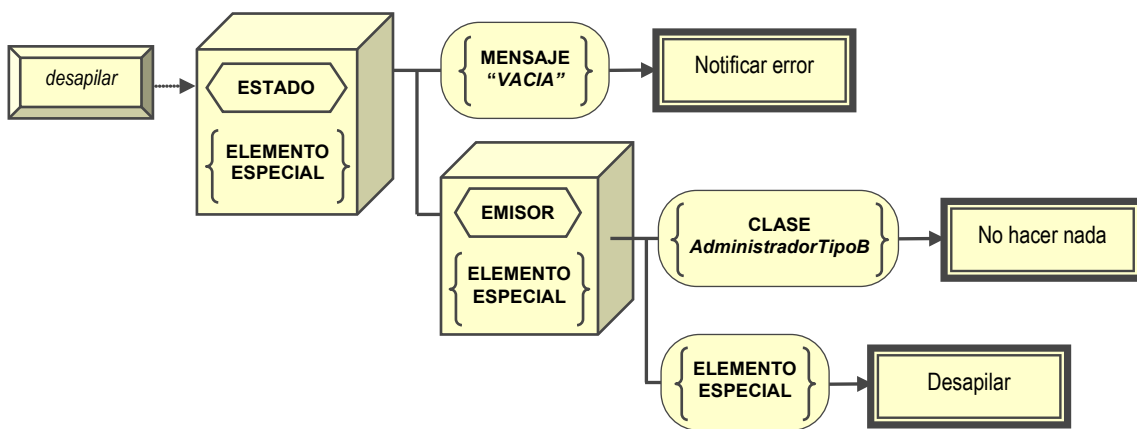 desapilar
ESTADO
ELEMENTO
ESPECIAL
MENSAJE
“VACIA”
Notificar error
EMISOR
ELEMENTO
ESPECIAL
CLASE
AdministradorTipoB
No hacer nada
ELEMENTO
ESPECIAL
Desapilar